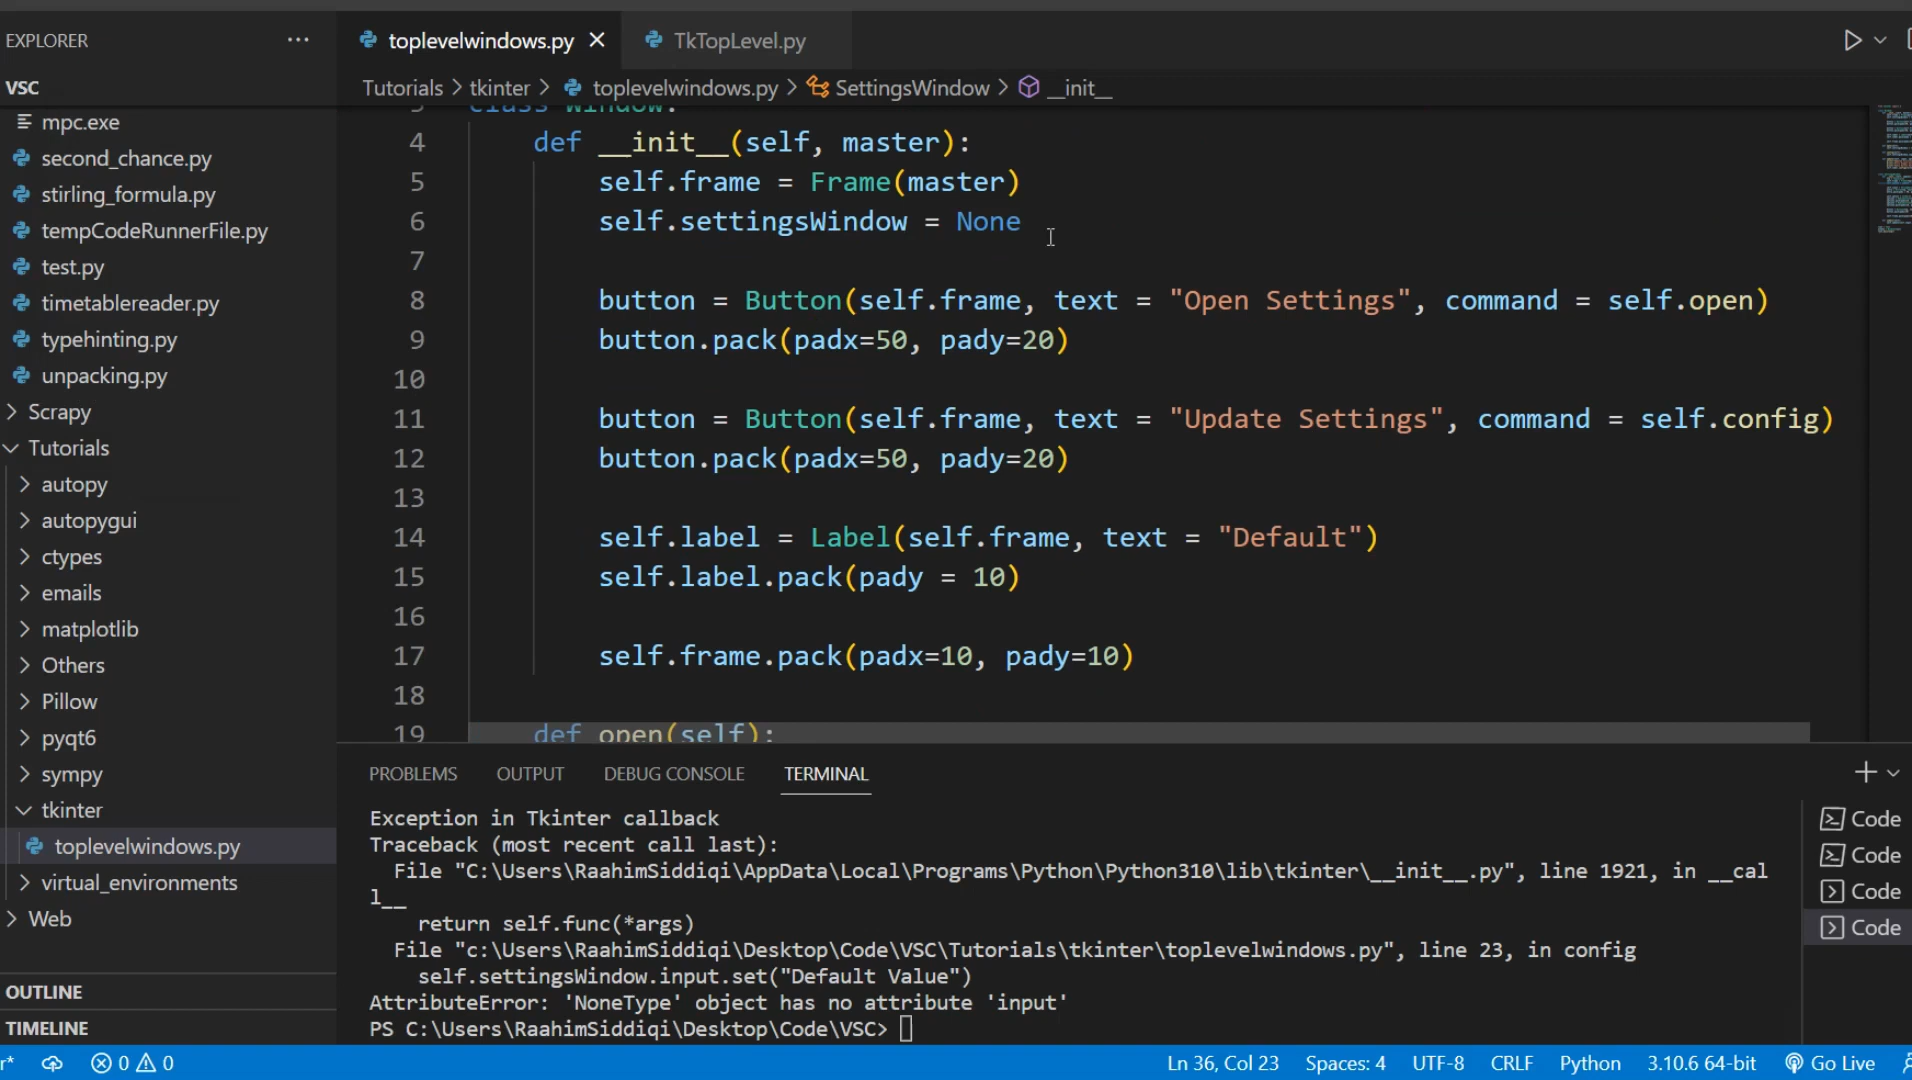 EXPLORER
toplevelwindows.py
TkTopLevel.py
VSC
Tutorials > tkinter > toplevelwindows.py > SettingsWindow > __init__
mpc.exe
second_chance.py
stirling_formula.py
tempCodeRunnerFile.py
test.py
timetablereader.py
typehinting.py
unpacking.py
Scrapy
Tutorials
autopy
autopygui
ctypes
emails
matplotlib
Others
Pillow
pyqt6
sympy
tkinter
toplevelwindows.py
virtual_environments
Web
OUTLINE
TIMELINE
3 class Window:
4 def __init__(self, master):
5 self.frame = Frame(master)
6 self.settingsWindow = None
7
8 button = Button(self.frame, text = "Open Settings", command = self.open)
9 button.pack(padx=50, pady=20)
10
11 button = Button(self.frame, text = "Update Settings", command = self.config)
12 button.pack(padx=50, pady=20)
13
14 self.label = Label(self.frame, text = "Default")
15 self.label.pack(pady = 10)
16
17 self.frame.pack(padx=10, pady=10)
18
19 def open(self):
PROBLEMS OUTPUT DEBUG CONSOLE TERMINAL
Exception in Tkinter callback
Traceback (most recent call last):
File "C:\Users\RaahimSiddiqi\AppData\Local\Programs\Python\Python310\lib\tkinter\__init__.py", line 1921, in __cal
l__
return self.func(*args)
File "c:\Users\RaahimSiddiqi\Desktop\Code\VSC\Tutorials\tkinter\toplevelwindows.py", line 23, in config
self.settingsWindow.input.set("Default Value")
AttributeError: 'NoneType' object has no attribute 'input'
PS C:\Users\RaahimSiddiqi\Desktop\Code\VSC>
Code
Code
Code
Code
r* 0 0 Ln 36, Col 23 Spaces: 4 UTF-8 CRLF Python 3.10.6 64-bit Go Live